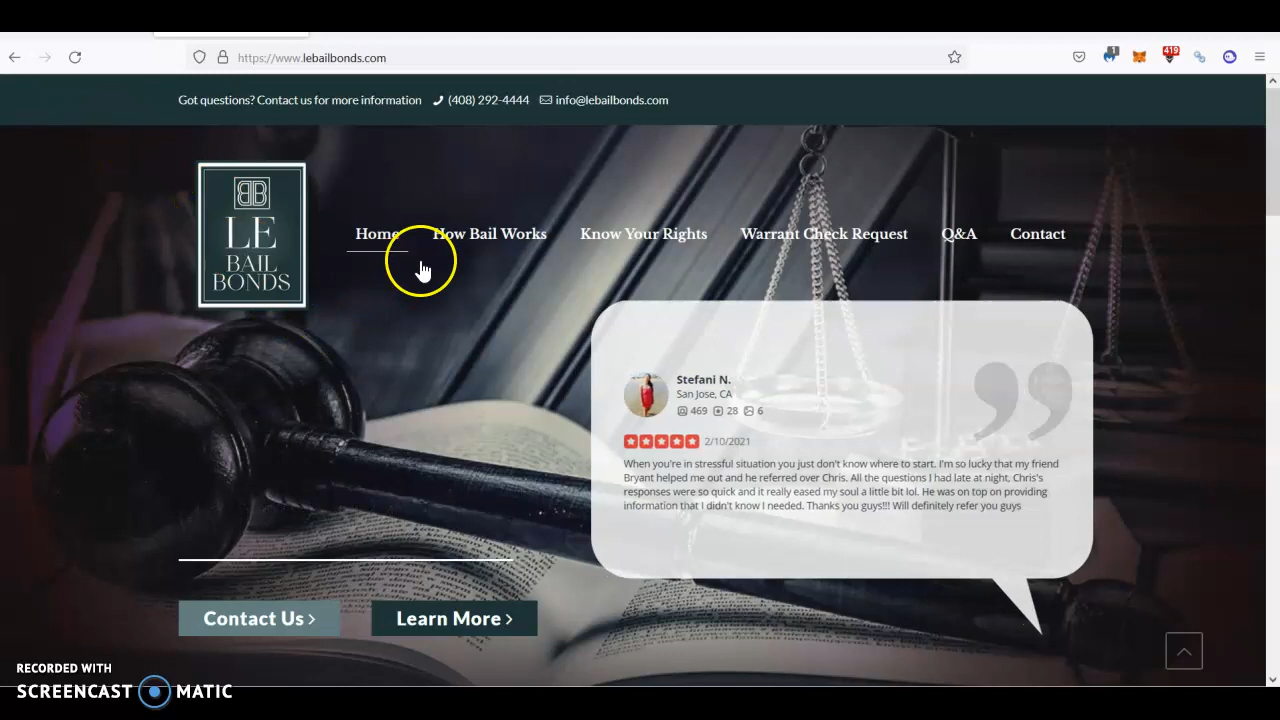 https://www.lebailbonds.com
1
419
Got questions? Contact us for more information (408) 292-4444 info@lebailbonds.com
LE
BAIL
BONDS
Home How Bail Works Know Your Rights Warrant Check Request Q&A Contact
Stefani N.
San Jose, CA
469 28 6
2/10/2021
When you're in stressful situation you just don't know where to start. I'm so lucky that my friend
Bryant helped me out and he referred over Chris. All the questions I had late at night, Chris's
responses were so quick and it really eased my soul a little bit lol. He was on top on providing
information that I didn't know I needed. Thanks you guys!!! Will definitely refer you guys
Contact Us
Learn More
RECORDED WITH
SCREENCAST MATIC